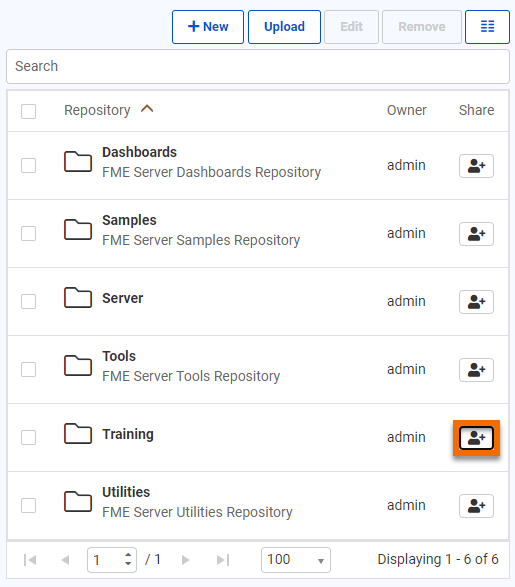 + New Upload Edit Remove
Search
Repository Owner Share
Dashboards
FME Server Dashboards Repository
admin
Samples
FME Server Samples Repository
admin
Server
admin
Tools
FME Server Tools Repository
admin
Training
admin
Utilities
FME Server Utilities Repository
admin
1 / 1 100 Displaying 1 - 6 of 6